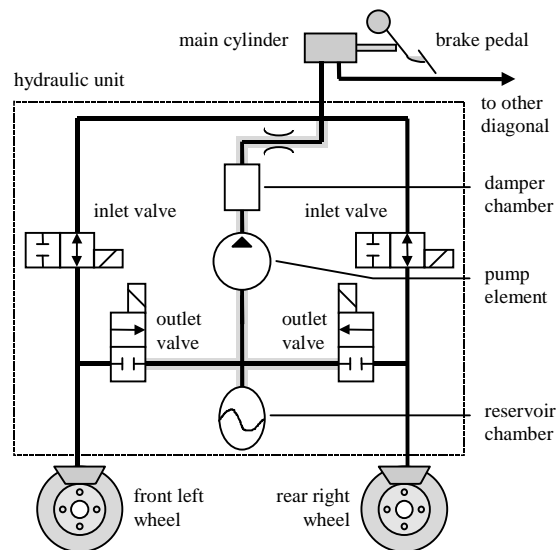 main cylinder
brake pedal
hydraulic unit
to other
diagonal
damper
chamber
inlet valve
inlet valve
pump
element
outlet
valve
outlet
valve
reservoir
chamber
front left
wheel
rear right
wheel